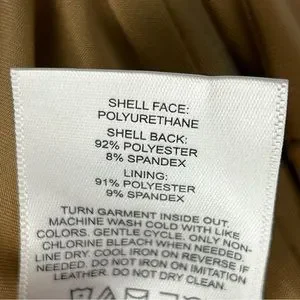 SHELL FACE:
POLYURETHANE
SHELL BACK:
92% POLYESTER
8% SPANDEX
LINING:
91% POLYESTER
9% SPANDEX
TURN GARMENT INSIDE OUT.
MACHINE WASH COLD WITH LIKE
COLORS. GENTLE CYCLE. ONLY NON-
CHLORINE BLEACH WHEN NEEDED.
LINE DRY. COOL IRON ON REVERSE IF
NEEDED. DO NOT IRON ON IMITATION
LEATHER. DO NOT DRY CLEAN.